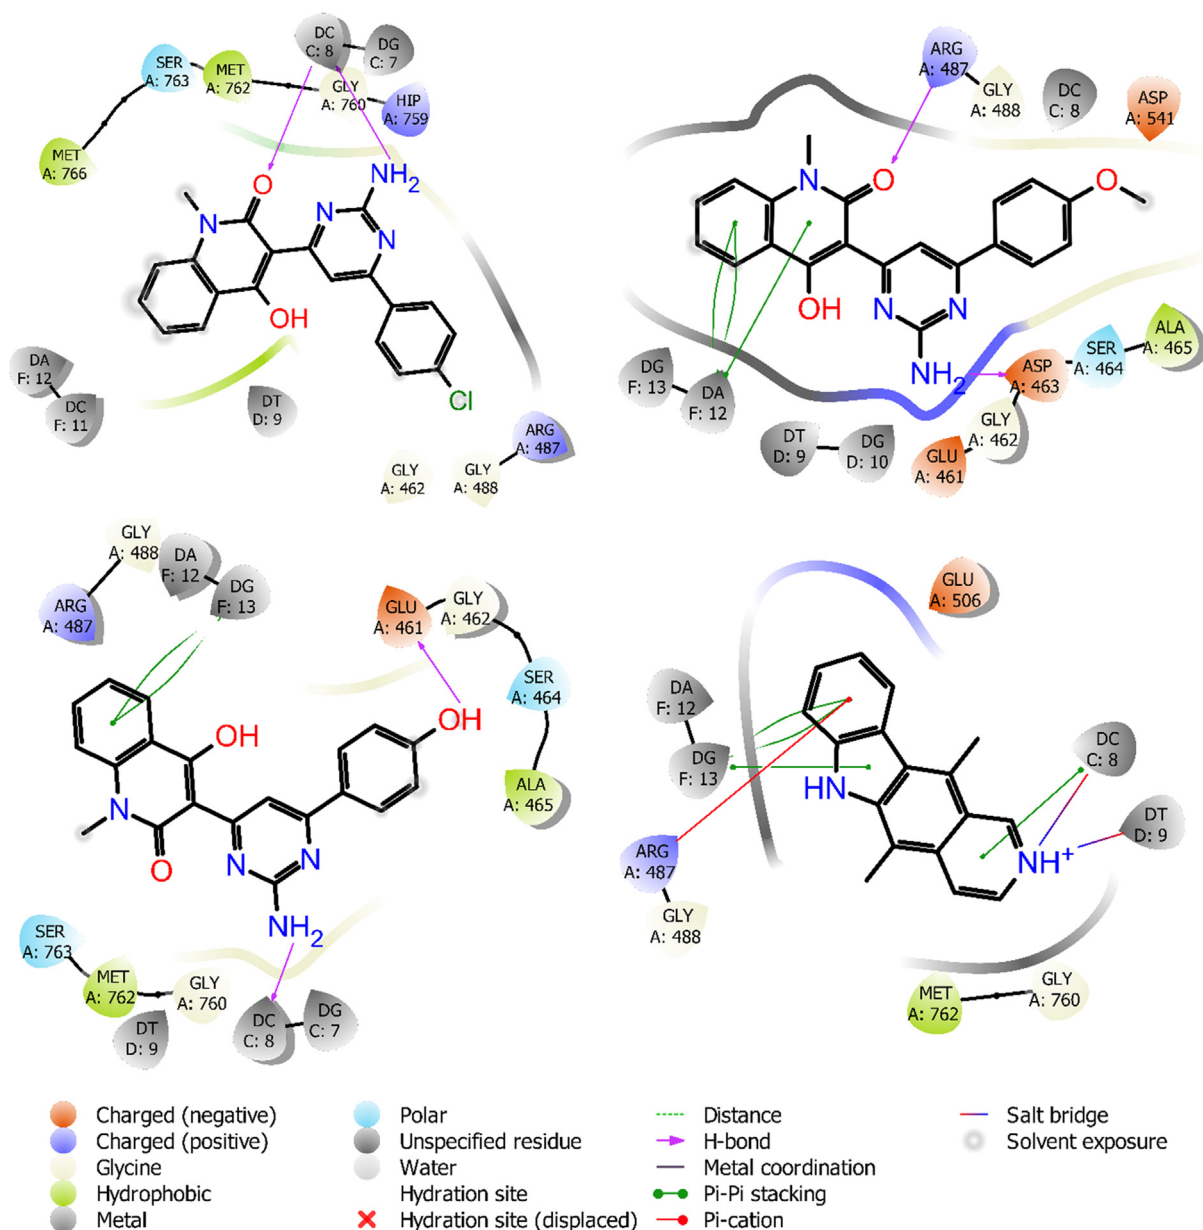 DC
C: 8
DG
C: 7
SER
A: 763
MET
A: 762
GLY
A: 760
HIP
A: 759
MET
A: 766
O
NH2
N
N
N
OH
Cl
DA
F: 12
DC
F: 11
DT
D: 9
ARG
A: 487
GLY
A: 462
GLY
A: 488
ARG
A: 487
GLY
A: 488
DC
C: 8
ASP
A: 541
N
O
O
OH
N
N
NH2
DG
F: 13
DA
F: 12
DT
D: 9
DG
D: 10
GLU
A: 461
GLY
A: 462
ASP
A: 463
SER
A: 464
ALA
A: 465
GLY
A: 488
DA
F: 12
DG
F: 13
ARG
A: 487
GLU
A: 461
GLY
A: 462
SER
A: 464
ALA
A: 465
OH
OH
N
O
N
N
NH2
SER
A: 763
MET
A: 762
GLY
A: 760
DT
D: 9
DC
C: 8
DG
C: 7
GLU
A: 506
DA
F: 12
DG
F: 13
DC
C: 8
DT
D: 9
HN
NH+
ARG
A: 487
GLY
A: 488
MET
A: 762
GLY
A: 760
Charged (negative)
Charged (positive)
Glycine
Hydrophobic
Metal
Polar
Unspecified residue
Water
Hydration site
Hydration site (displaced)
Distance
H-bond
Metal coordination
Pi-Pi stacking
Pi-cation
Salt bridge
Solvent exposure